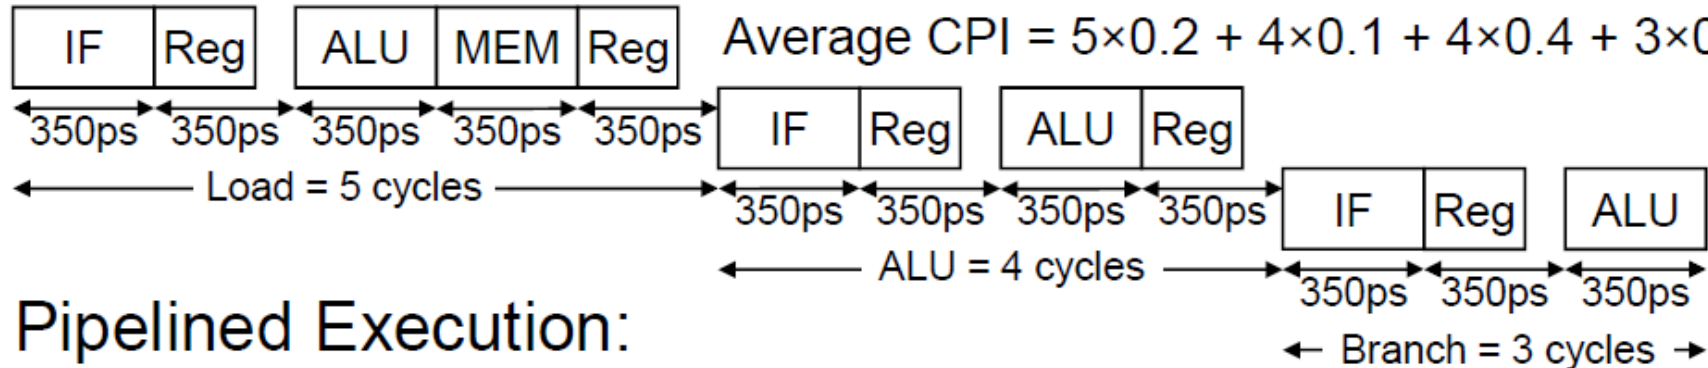 IF Reg ALU MEM Reg
Average CPI = 5×0.2 + 4×0.1 + 4×0.4 + 3×
350ps 350ps 350ps 350ps 350ps
Load = 5 cycles
IF Reg ALU Reg
350ps 350ps 350ps 350ps
ALU = 4 cycles
IF Reg ALU
350ps 350ps 350ps
Branch = 3 cycles
Pipelined Execution: